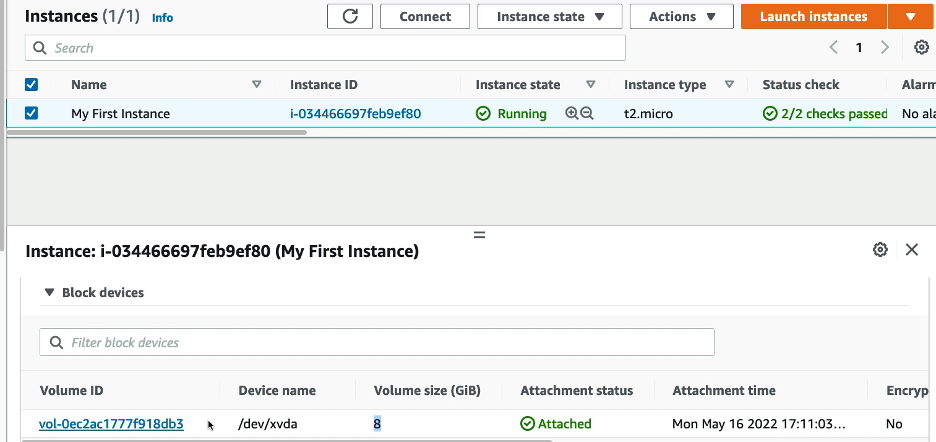 Instances (1/1) Info Connect Instance state Actions Launch instances
Search 1
Name Instance ID Instance state Instance type Status check Alarm
My First Instance i-034466697feb9ef80 Running t2.micro 2/2 checks passed No ala
Instance: i-034466697feb9ef80 (My First Instance)
Block devices
Filter block devices
Volume ID Device name Volume size (GiB) Attachment status Attachment time Encryp
vol-0ec2ac1777f918db3 /dev/xvda 8 Attached Mon May 16 2022 17:11:03... No